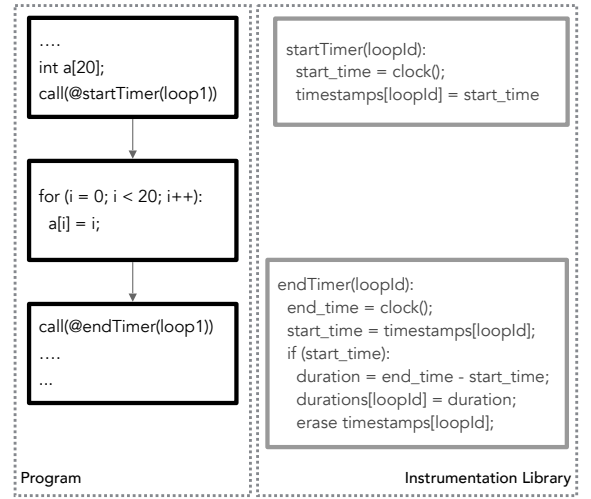 ....
int a[20];
call(@startTimer(loop1))
for (i = 0; i < 20; i++):
a[i] = i;
call(@endTimer(loop1))
....
...
Program
startTimer(loopId):
start_time = clock();
timestamps[loopId] = start_time
endTimer(loopId):
end_time = clock();
start_time = timestamps[loopId];
if (start_time):
duration = end_time - start_time;
durations[loopId] = duration;
erase timestamps[loopId];
Instrumentation Library